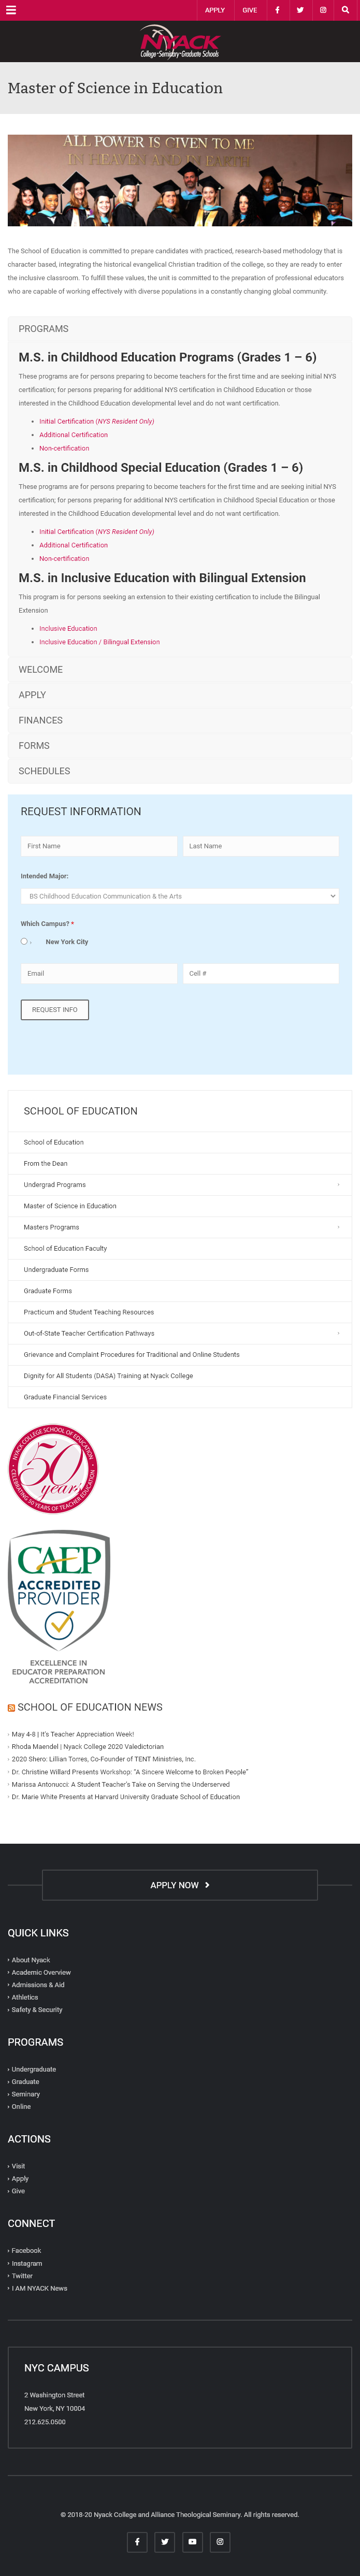 APPLY
GIVE
NYACK
College · Seminary · Graduate Schools
Master of Science in Education
ALL POWER IS GIVEN TO M
IN HEAVEN AND IN EARTH
The School of Education is committed to prepare candidates with practiced, research-based methodology that is
character based, integrating the historical evangelical Christian tradition of the college, so they are ready to enter
the inclusive classroom. To fulfill these values, the unit is committed to the preparation of professional educators
who are capable of working effectively with diverse populations in a constantly changing global community.
PROGRAMS
M.S. in Childhood Education Programs (Grades 1 – 6)
These programs are for persons preparing to become teachers for the first time and are seeking initial NYS
certification; for persons preparing for additional NYS certification in Childhood Education or those
interested in the Childhood Education developmental level and do not want certification.
• Initial Certification (NYS Resident Only)
• Additional Certification
• Non-certification
M.S. in Childhood Special Education (Grades 1 – 6)
These programs are for persons preparing to become teachers for the first time and are seeking initial NYS
certification; for persons preparing for additional NYS certification in Childhood Special Education or those
interested in the Childhood Education developmental level and do not want certification.
• Initial Certification (NYS Resident Only)
• Additional Certification
• Non-certification
M.S. in Inclusive Education with Bilingual Extension
This program is for persons seeking an extension to their existing certification to include the Bilingual
Extension
• Inclusive Education
• Inclusive Education / Bilingual Extension
WELCOME
APPLY
FINANCES
FORMS
SCHEDULES
REQUEST INFORMATION
First Name
Last Name
Intended Major:
BS Childhood Education Communication & the Arts
Which Campus? *
New York City
Email
Cell #
REQUEST INFO
SCHOOL OF EDUCATION
School of Education
From the Dean
Undergrad Programs
Master of Science in Education
Masters Programs
School of Education Faculty
Undergraduate Forms
Graduate Forms
Practicum and Student Teaching Resources
Out-of-State Teacher Certification Pathways
Grievance and Complaint Procedures for Traditional and Online Students
Dignity for All Students (DASA) Training at Nyack College
Graduate Financial Services
NYACK COLLEGE SCHOOL OF EDUCATION
50 years
CELEBRATING 50 YEARS OF TEACHER EDUCATION
CAEP
ACCREDITED
PROVIDER
EXCELLENCE IN
EDUCATOR PREPARATION
ACCREDITATION
SCHOOL OF EDUCATION NEWS
May 4-8 | It's Teacher Appreciation Week!
Rhoda Maendel | Nyack College 2020 Valedictorian
2020 Shero: Lillian Torres, Co-Founder of TENT Ministries, Inc.
Dr. Christine Willard Presents Workshop: "A Sincere Welcome to Broken People"
Marissa Antonucci: A Student Teacher's Take on Serving the Underserved
Dr. Marie White Presents at Harvard University Graduate School of Education
APPLY NOW
QUICK LINKS
About Nyack
Academic Overview
Admissions & Aid
Athletics
Safety & Security
PROGRAMS
Undergraduate
Graduate
Seminary
Online
ACTIONS
Visit
Apply
Give
CONNECT
Facebook
Instagram
Twitter
I AM NYACK News
NYC CAMPUS
2 Washington Street
New York, NY 10004
212.625.0500
© 2018-20 Nyack College and Alliance Theological Seminary. All rights reserved.